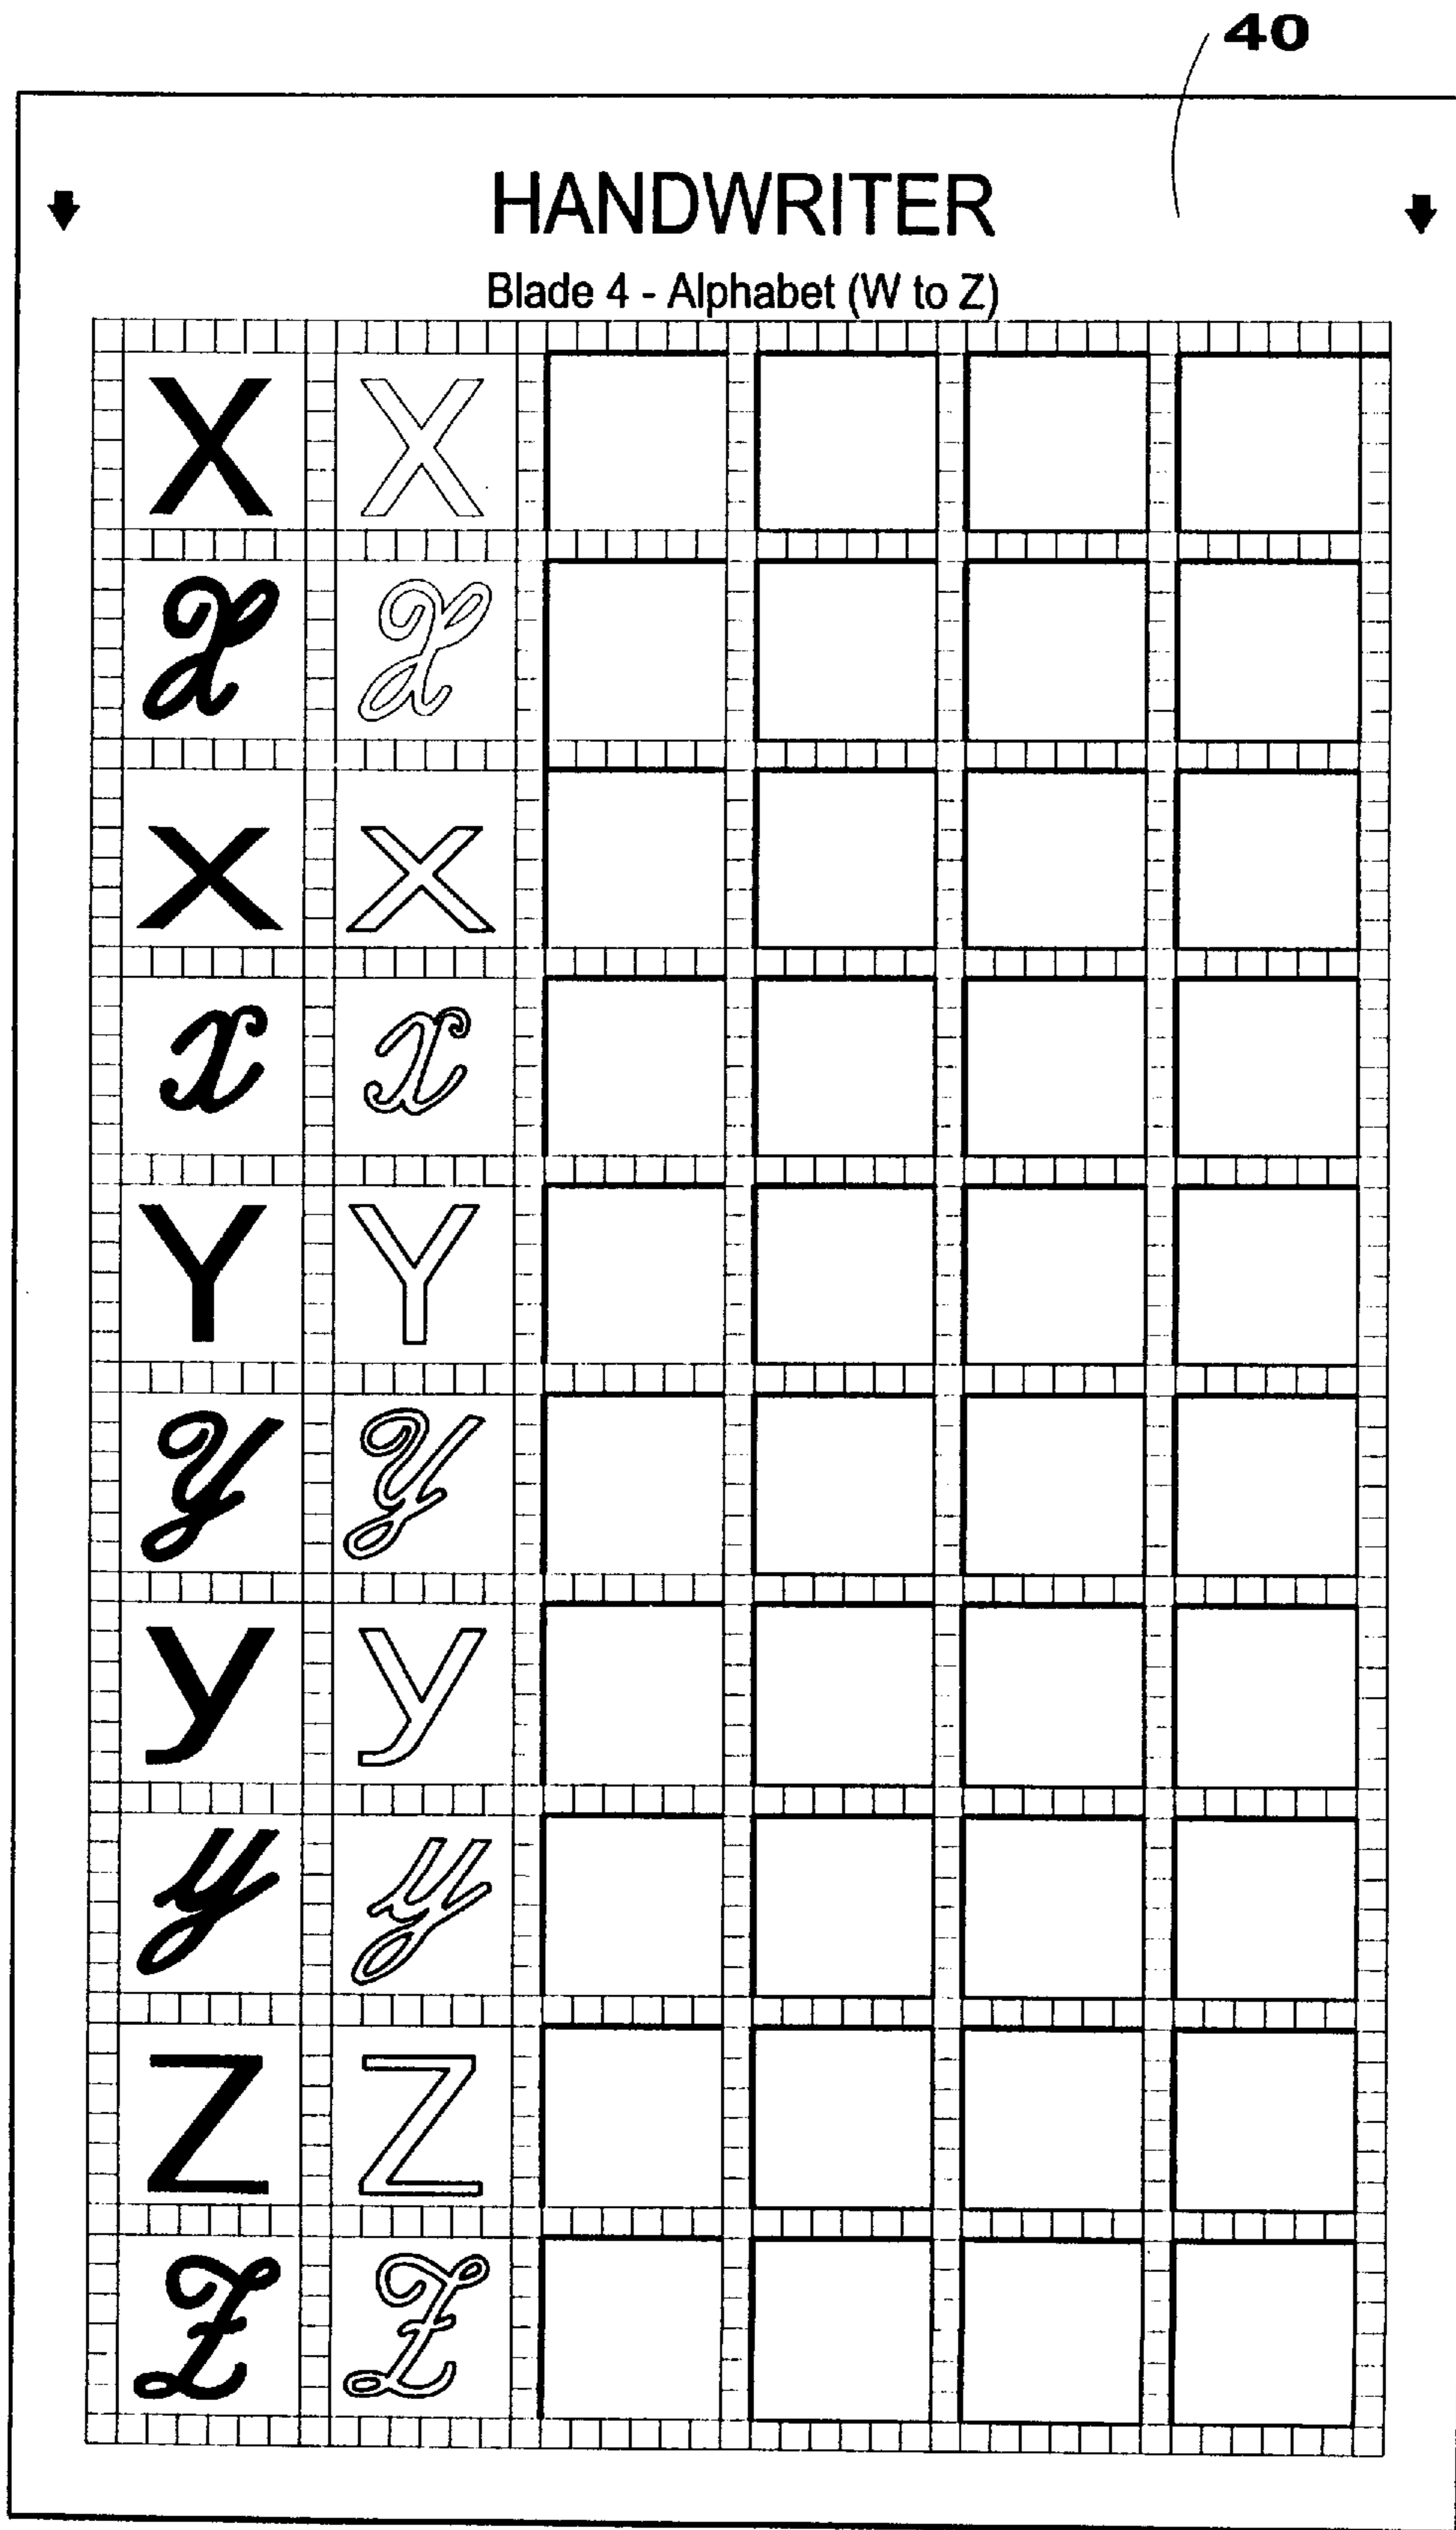 40
HANDWRITER
Blade 4 - Alphabet (W to Z)
X X
X X
x x
x x
Y Y
Y Y
y y
y y
Z Z
Z Z